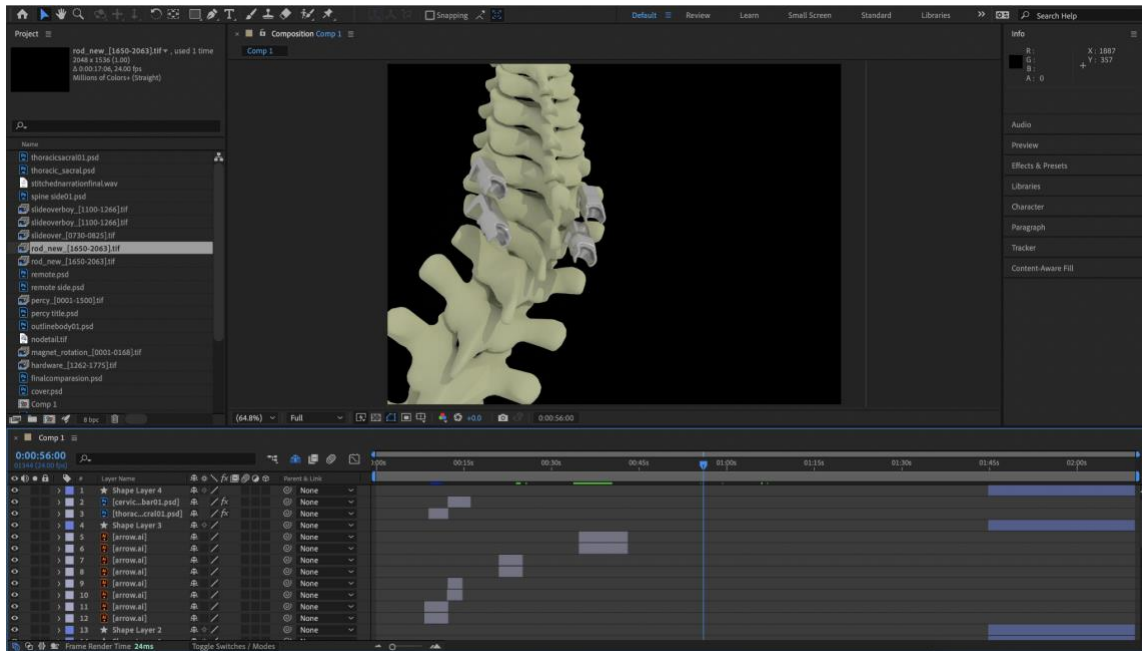 Snapping
Default
Review
Learn
Small Screen
Standard
Libraries
Search Help
Project
rod_new_[1650-2063].tif , used 1 time
2048 x 1536 (1.00)
Δ 0:00:17:06, 24.00 fps
Millions of Colors+ (Straight)
Name
thoracicsacral01.psd
thoracic_sacral.psd
stitchednarrationfinal.wav
spine side01.psd
slideoverboy_[1100-1266].tif
slideoverboy_[1100-1266].tif
slideover_[0730-0825].tif
rod_new_[1650-2063].tif
rod_new_[1650-2063].tif
remote.psd
remote side.psd
percy_[0001-1500].tif
percy title.psd
outlinebody01.psd
nodetail.tif
magnet_rotation_[0001-0168].tif
hardware_[1262-1775].tif
finalcomparasion.psd
cover.psd
Comp 1
8 bpc
Composition Comp 1
Comp 1
(64.8%)
Full
+0.0
0:00:56:00
Info
R:
G:
B:
A: 0
X: 1887
Y: 357
Audio
Preview
Effects & Presets
Libraries
Character
Paragraph
Tracker
Content-Aware Fill
Comp 1
0:00:56:00
01344 (24.00 fps)
# Layer Name
Parent & Link
00:15s
00:30s
00:45s
01:00s
01:15s
01:30s
01:45s
02:00s
1 Shape Layer 4 None
2 [cervic...bar01.psd] None
3 [thorac...cral01.psd] None
4 Shape Layer 3 None
5 [arrow.ai] None
6 [arrow.ai] None
7 [arrow.ai] None
8 [arrow.ai] None
9 [arrow.ai] None
10 [arrow.ai] None
11 [arrow.ai] None
12 [arrow.ai] None
13 Shape Layer 2 None
Frame Render Time 24ms
Toggle Switches / Modes